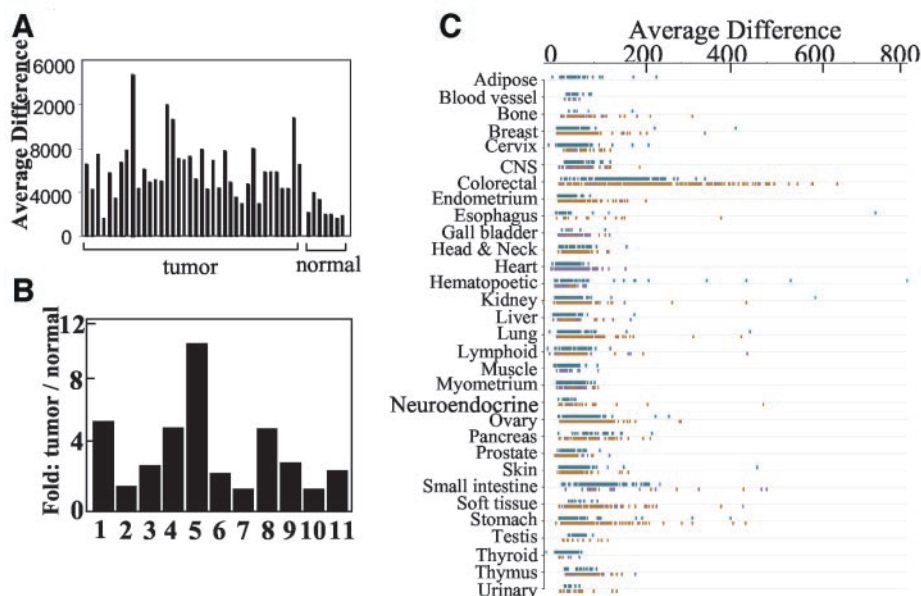 A
Average Difference
16000
12000
8000
4000
0
tumor
normal
B
Fold: tumor / normal
12
8
4
0
1 2 3 4 5 6 7 8 9 10 11
C
Average Difference
0 200 400 600 800
Adipose
Blood vessel
Bone
Breast
Cervix
CNS
Colorectal
Endometrium
Esophagus
Gall bladder
Head & Neck
Heart
Hematopoetic
Kidney
Liver
Lung
Lymphoid
Muscle
Myometrium
Neuroendocrine
Ovary
Pancreas
Prostate
Skin
Small intestine
Soft tissue
Stomach
Testis
Thyroid
Thymus
Urinary